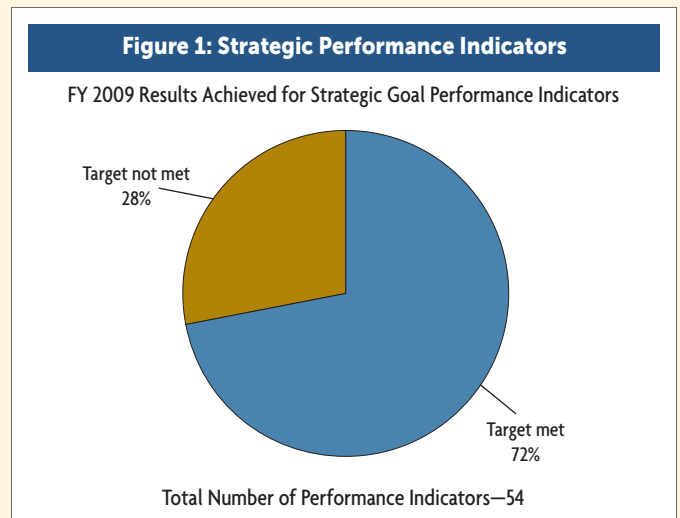 Figure 1: Strategic Performance Indicators
FY 2009 Results Achieved for Strategic Goal Performance Indicators
Target not met
28%
Target met
72%
Total Number of Performance Indicators—54